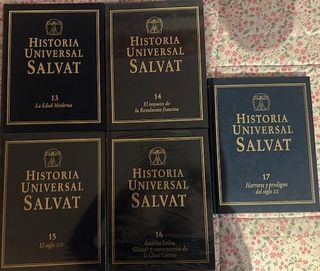 HISTORIA
UNIVERSAL
SALVAT
13
La Edad Moderna
HISTORIA
UNIVERSAL
SALVAT
14
El impacto de
la Revolución francesa
HISTORIA
UNIVERSAL
SALVAT
15
El siglo XIX
HISTORIA
UNIVERSAL
SALVAT
16
América latina.
Génesis y consecuencias de
la Gran Guerra
HISTORIA
UNIVERSAL
SALVAT
17
Horrores y prodigios
del siglo XX